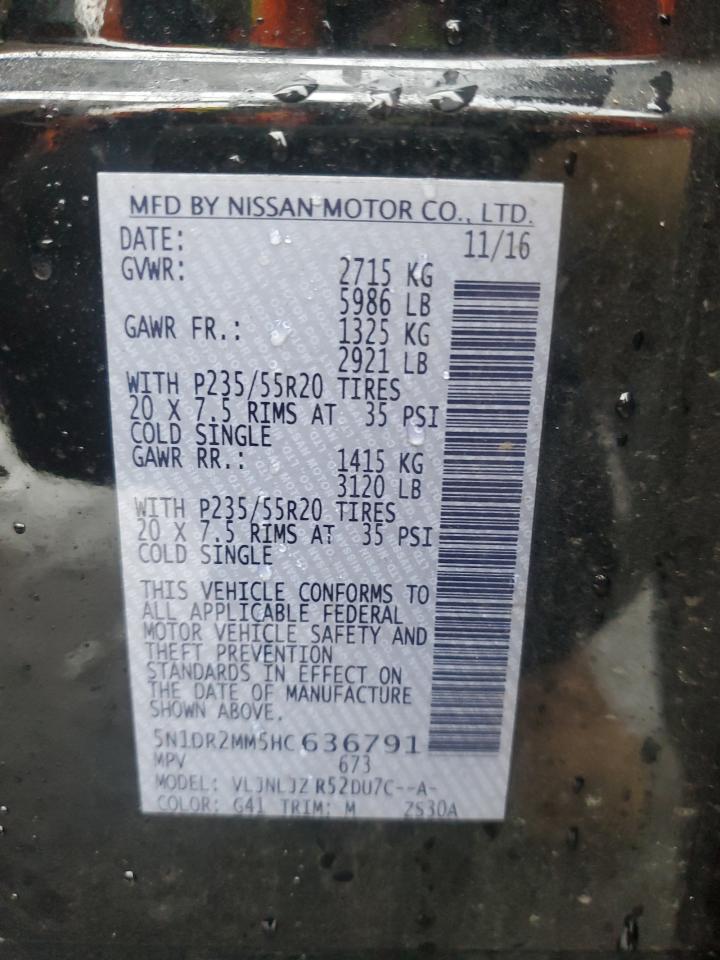 MFD BY NISSAN MOTOR CO., LTD.
DATE: 11/16
GVWR: 2715 KG
5986 LB
GAWR FR.: 1325 KG
2921 LB
WITH P235/55R20 TIRES
20 X 7.5 RIMS AT 35 PSI
COLD SINGLE
GAWR RR.: 1415 KG
3120 LB
WITH P235/55R20 TIRES
20 X 7.5 RIMS AT 35 PSI
COLD SINGLE
THIS VEHICLE CONFORMS TO
ALL APPLICABLE FEDERAL
MOTOR VEHICLE SAFETY AND
THEFT PREVENTION
STANDARDS IN EFFECT ON
THE DATE OF MANUFACTURE
SHOWN ABOVE.
5N1DR2MM5HC636791
MPV 673
MODEL: VLJNLJZ R52DU7C--A-
COLOR: G41 TRIM: M 2S30A